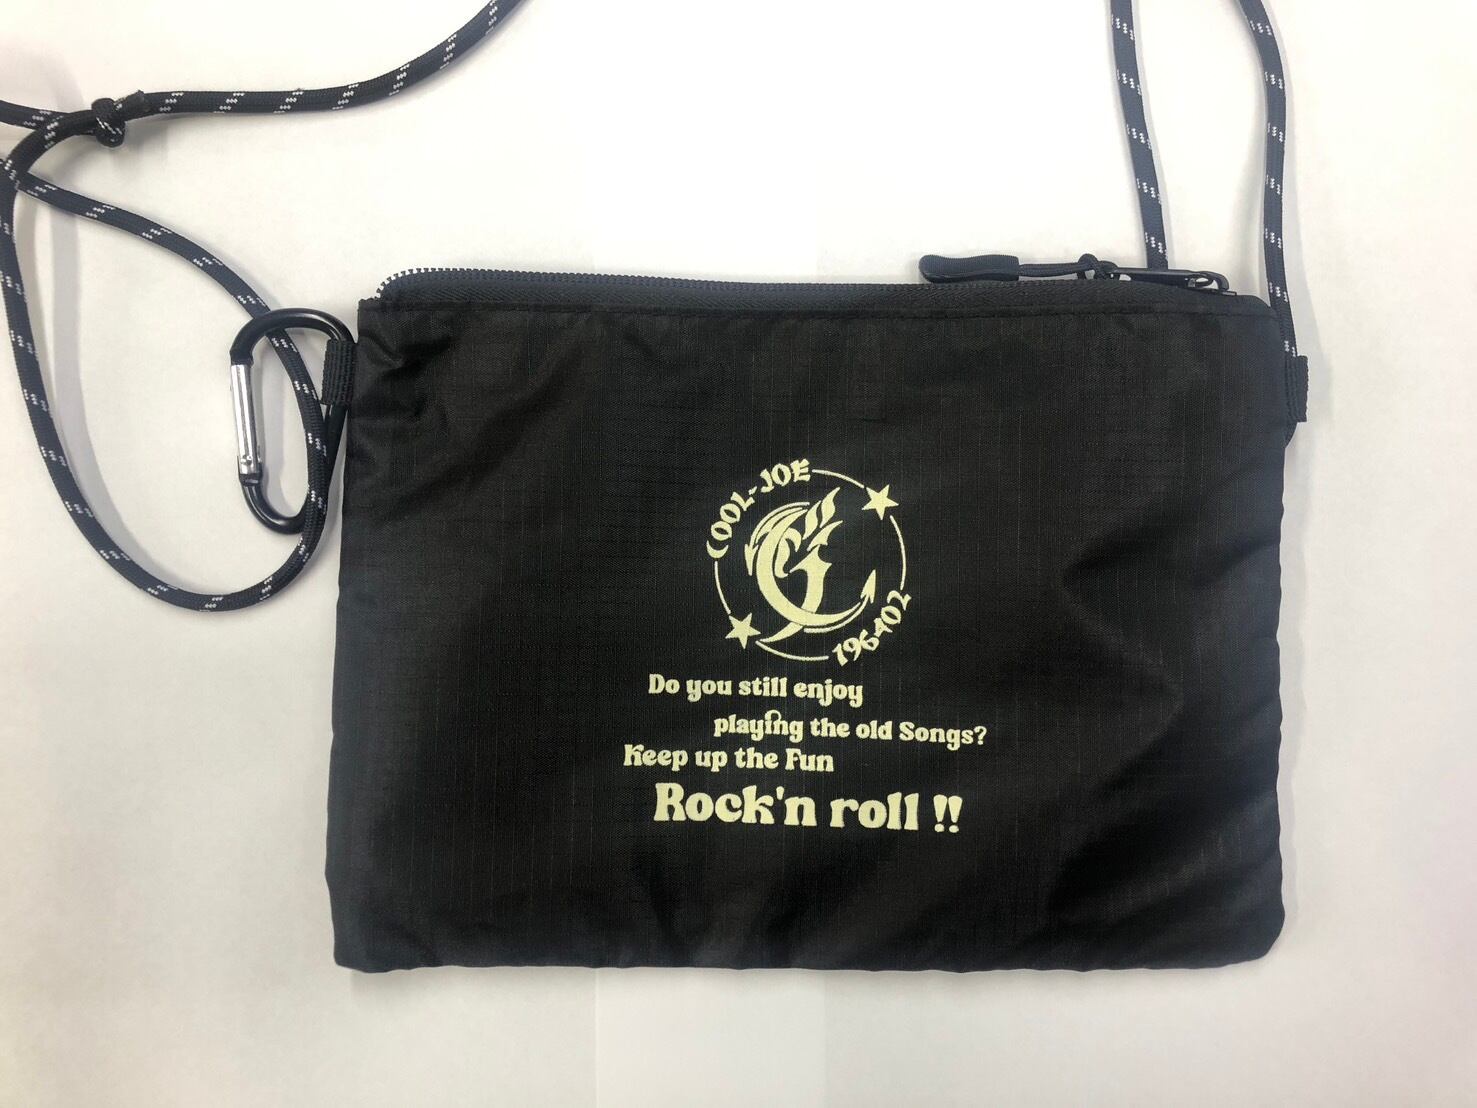 COOL-JOE
196402
Do you still enjoy
playing the old Songs?
Keep up the Fun
Rock'n roll !!